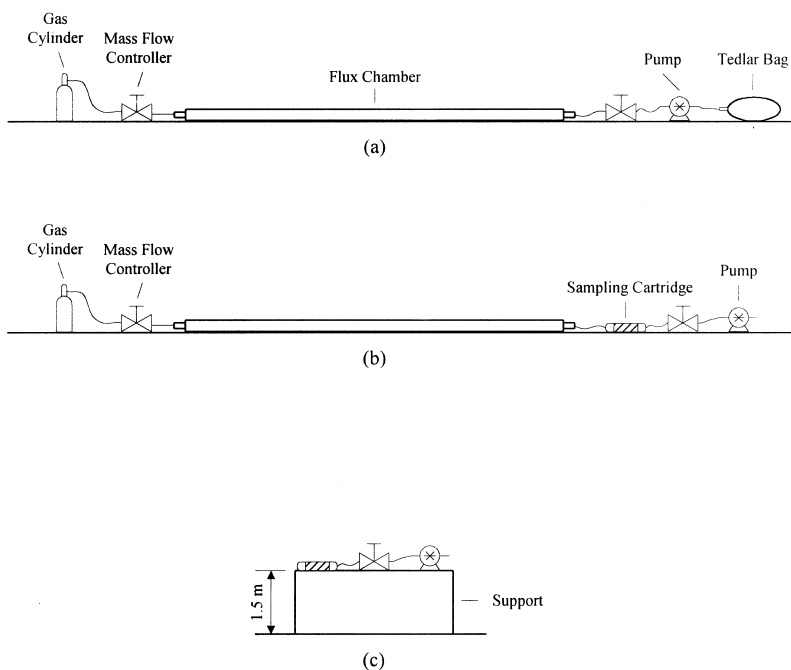 Gas
Cylinder
Mass Flow
Controller
Flux Chamber
Pump
Tedlar Bag
(a)
Gas
Cylinder
Mass Flow
Controller
Sampling Cartridge
Pump
(b)
1.5 m
Support
(c)